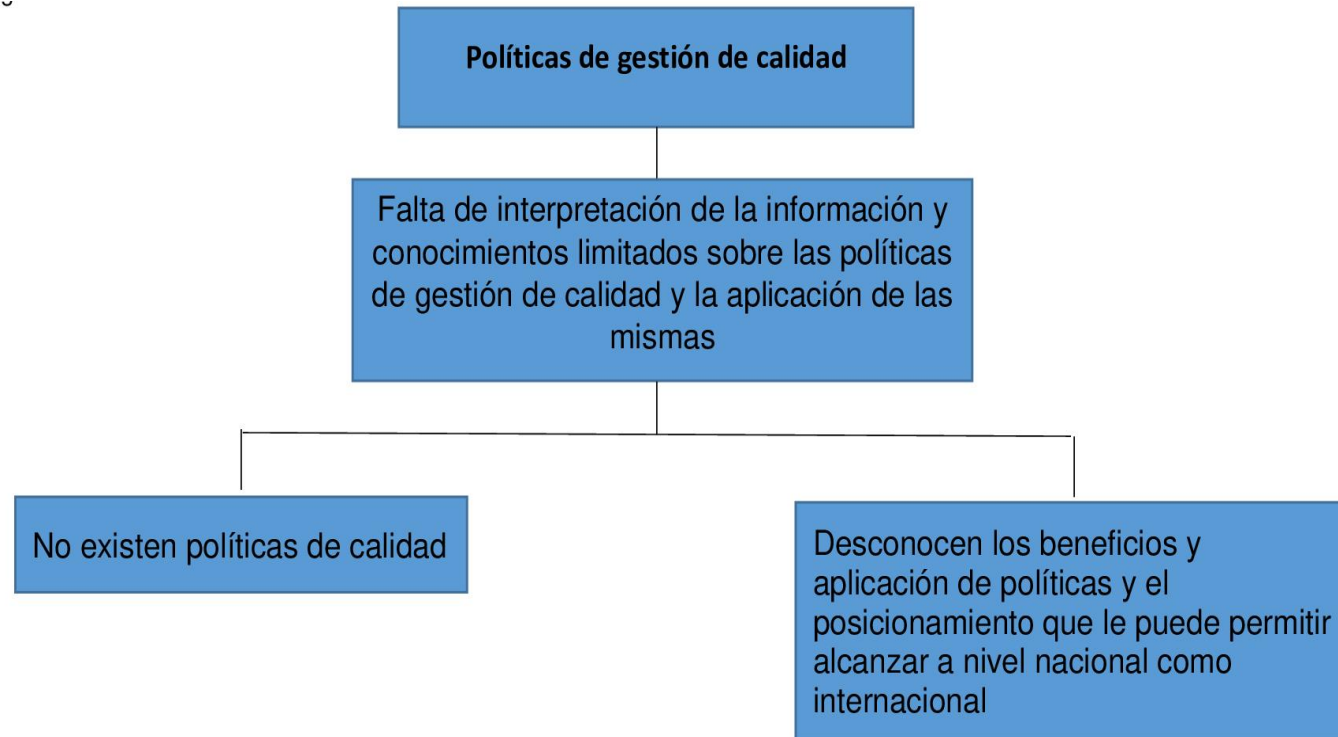 Políticas de gestión de calidad
Falta de interpretación de la información y
conocimientos limitados sobre las políticas
de gestión de calidad y la aplicación de las
mismas
No existen políticas de calidad
Desconocen los beneficios y
aplicación de políticas y el
posicionamiento que le puede permitir
alcanzar a nivel nacional como
internacional